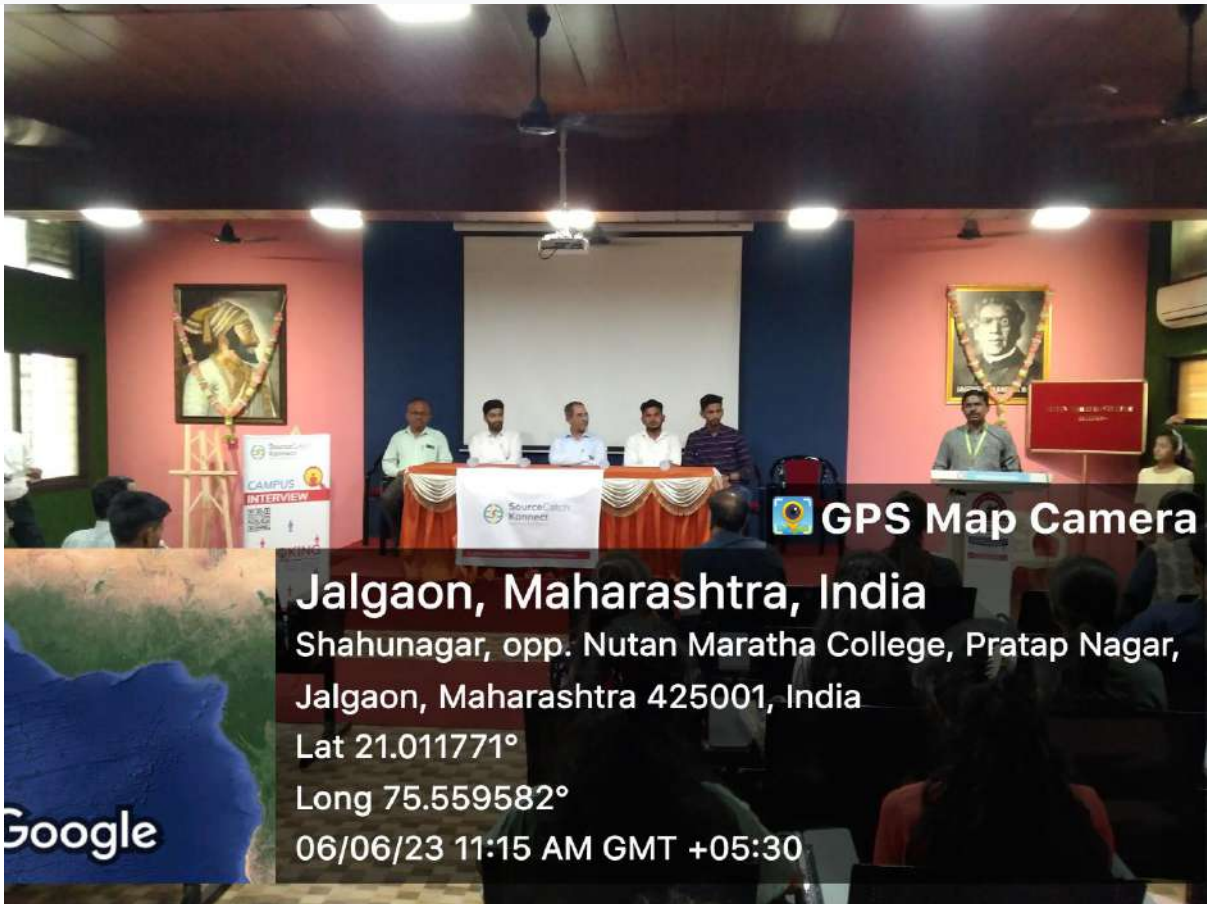 SourceCatch
Konnect
CAMPUS
INTERVIEW
SourceCatch
Konnect
GPS Map Camera
Jalgaon, Maharashtra, India
Shahunagar, opp. Nutan Maratha College, Pratap Nagar,
Jalgaon, Maharashtra 425001, India
Lat 21.011771°
Long 75.559582°
06/06/23 11:15 AM GMT +05:30
Google